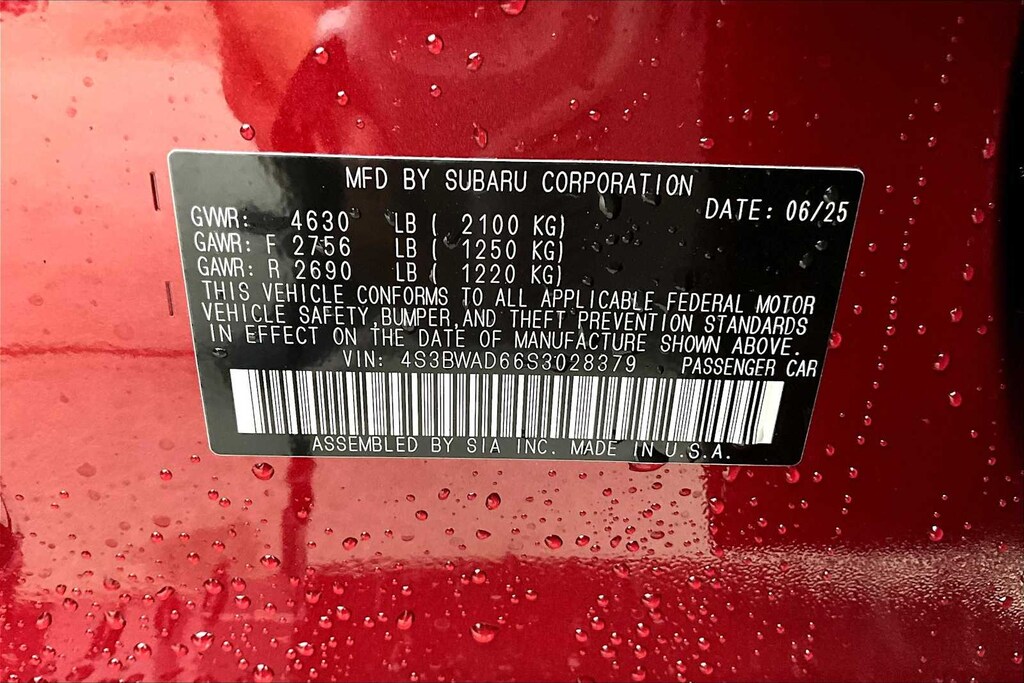 MFD BY SUBARU CORPORATION
DATE: 06/25
GVWR: 4630 LB ( 2100 KG)
GAWR: F 2756 LB ( 1250 KG)
GAWR: R 2690 LB ( 1220 KG)
THIS VEHICLE CONFORMS TO ALL APPLICABLE FEDERAL MOTOR
VEHICLE SAFETY,BUMPER,AND THEFT PREVENTION STANDARDS
IN EFFECT ON THE DATE OF MANUFACTURE SHOWN ABOVE.
VIN: 4S3BWAD66S3028379 PASSENGER CAR
ASSEMBLED BY SIA INC. MADE IN U.S.A.